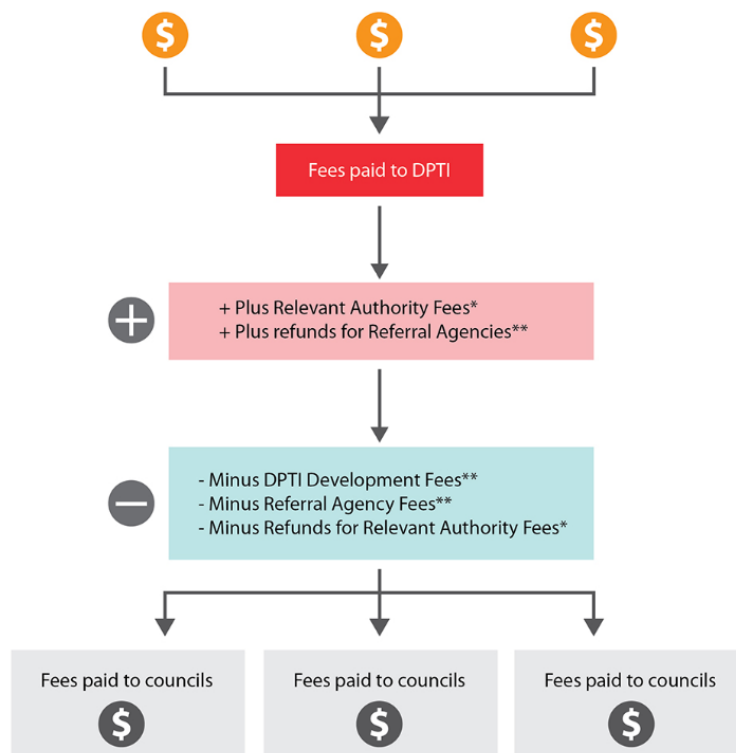 $ $ $
Fees paid to DPTI
+ Plus Relevant Authority Fees*
+ Plus refunds for Referral Agencies**
- Minus DPTI Development Fees**
- Minus Referral Agency Fees**
- Minus Refunds for Relevant Authority Fees*
Fees paid to councils Fees paid to councils Fees paid to councils
$ $ $